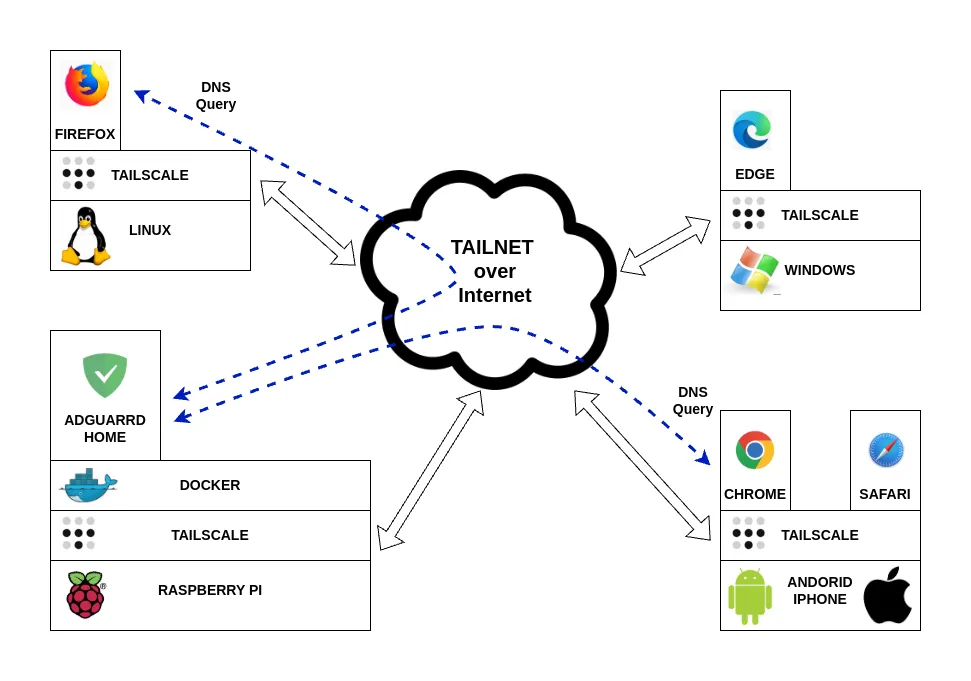 DNS
Query
FIREFOX
TAILSCALE
LINUX
TAILNET
over
Internet
EDGE
TAILSCALE
WINDOWS
ADGUARRD
HOME
DOCKER
TAILSCALE
RASPBERRY PI
®
DNS
Query
CHROME
SAFARI
TAILSCALE
ANDORID
IPHONE